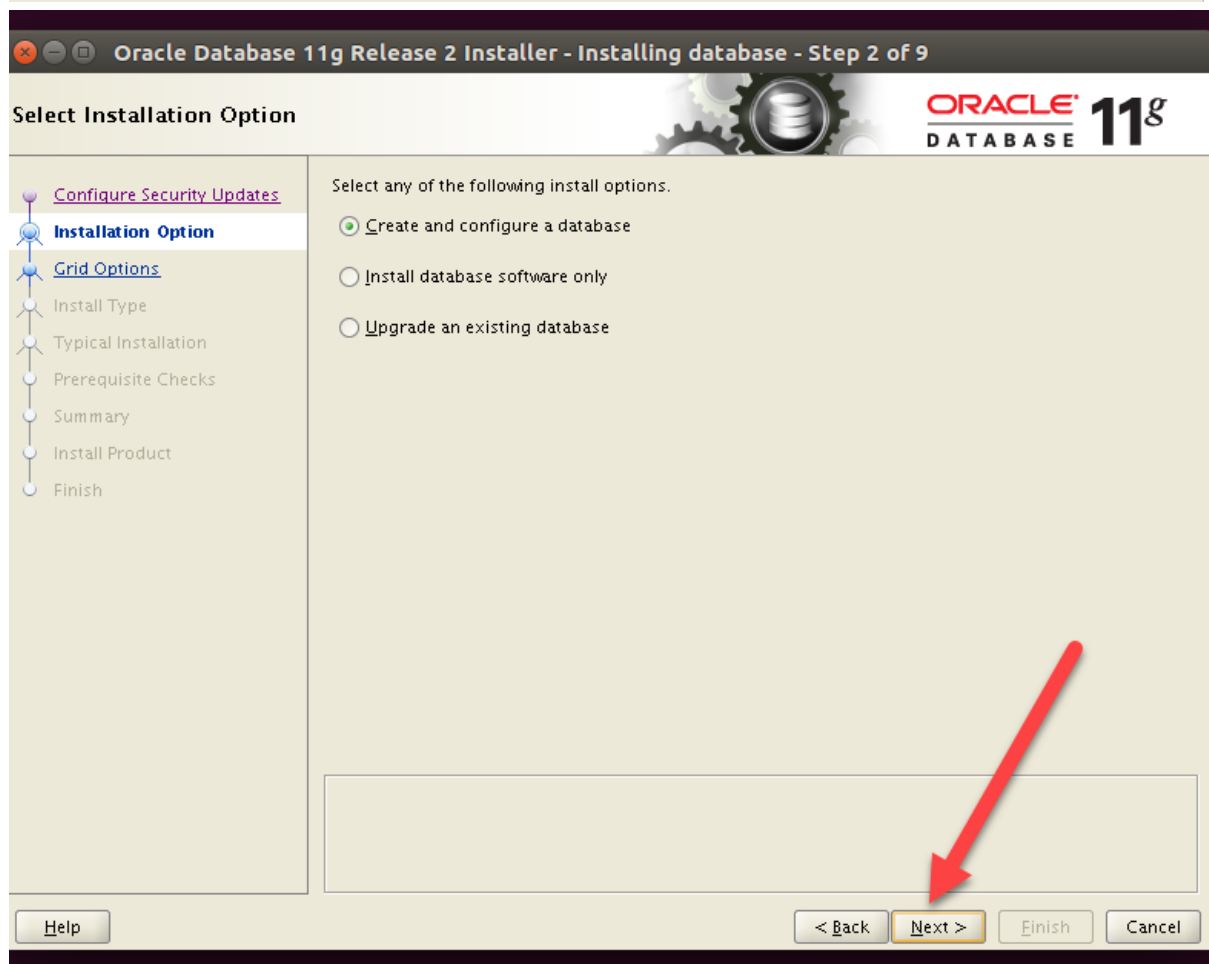 Oracle Database 11g Release 2 Installer - Installing database - Step 2 of 9
Select Installation Option
ORACLE 11g
DATABASE
Configure Security Updates
Installation Option
Grid Options
Install Type
Typical Installation
Prerequisite Checks
Summary
Install Product
Finish
Select any of the following install options.
Create and configure a database
Install database software only
Upgrade an existing database
Help
< Back
Next >
Finish
Cancel